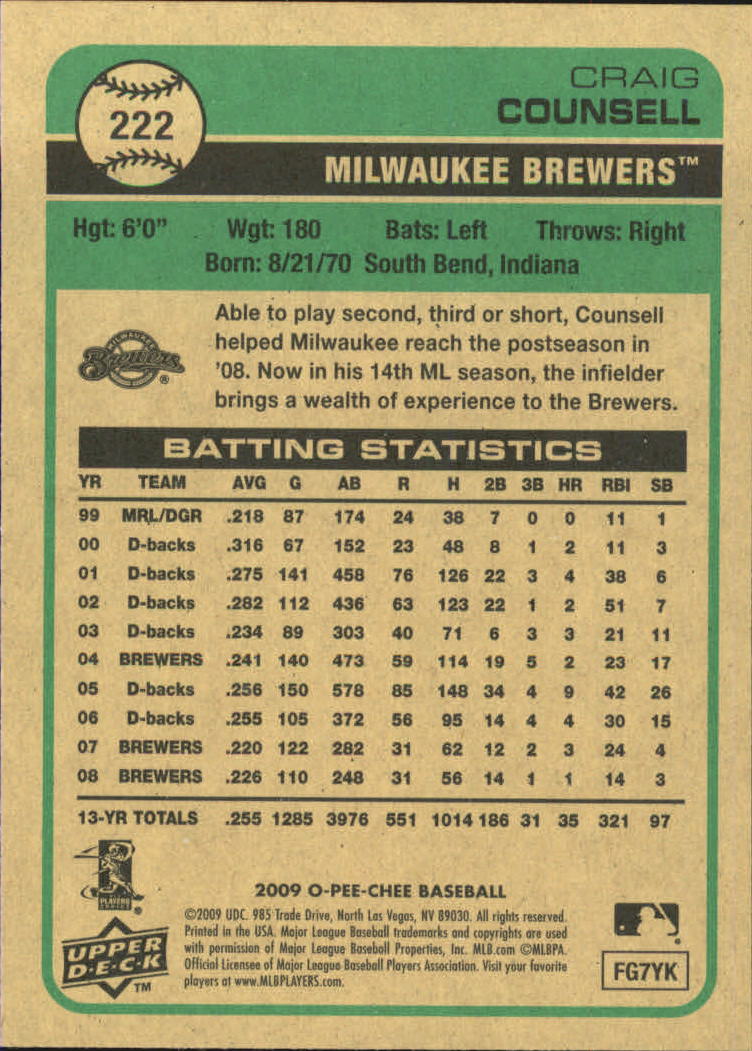 222
CRAIG
COUNSELL
MILWAUKEE BREWERS™
Hgt: 6'0" Wgt: 180 Bats: Left Throws: Right
Born: 8/21/70 South Bend, Indiana
MILWAUKEE
Brewers
®
Able to play second, third or short, Counsell
helped Milwaukee reach the postseason in
'08. Now in his 14th ML season, the infielder
brings a wealth of experience to the Brewers.
BATTING STATISTICS
YR TEAM AVG G AB R H 2B 3B HR RBI SB
99 MRL/DGR .218 87 174 24 38 7 0 0 11 1
00 D-backs .316 67 152 23 48 8 1 2 11 3
01 D-backs .275 141 458 76 126 22 3 4 38 6
02 D-backs .282 112 436 63 123 22 1 2 51 7
03 D-backs .234 89 303 40 71 6 3 3 21 11
04 BREWERS .241 140 473 59 114 19 5 2 23 17
05 D-backs .256 150 578 85 148 34 4 9 42 26
06 D-backs .255 105 372 56 95 14 4 4 30 15
07 BREWERS .220 122 282 31 62 12 2 3 24 4
08 BREWERS .226 110 248 31 56 14 1 1 14 3
13-YR TOTALS .255 1285 3976 551 1014 186 31 35 321 97
PLAYERS
CHOICE
®
2009 O-PEE-CHEE BASEBALL
©2009 UDC. 985 Trade Drive, North Las Vegas, NV 89030. All rights reserved.
Printed in the USA. Major League Baseball trademarks and copyrights are used
with permission of Major League Baseball Properties, Inc. MLB.com ©MLBPA.
Official Licensee of Major League Baseball Players Association. Visit your favorite
players at www.MLBPLAYERS.com.
UPPER
D·E·C·K
TM
®
FG7YK